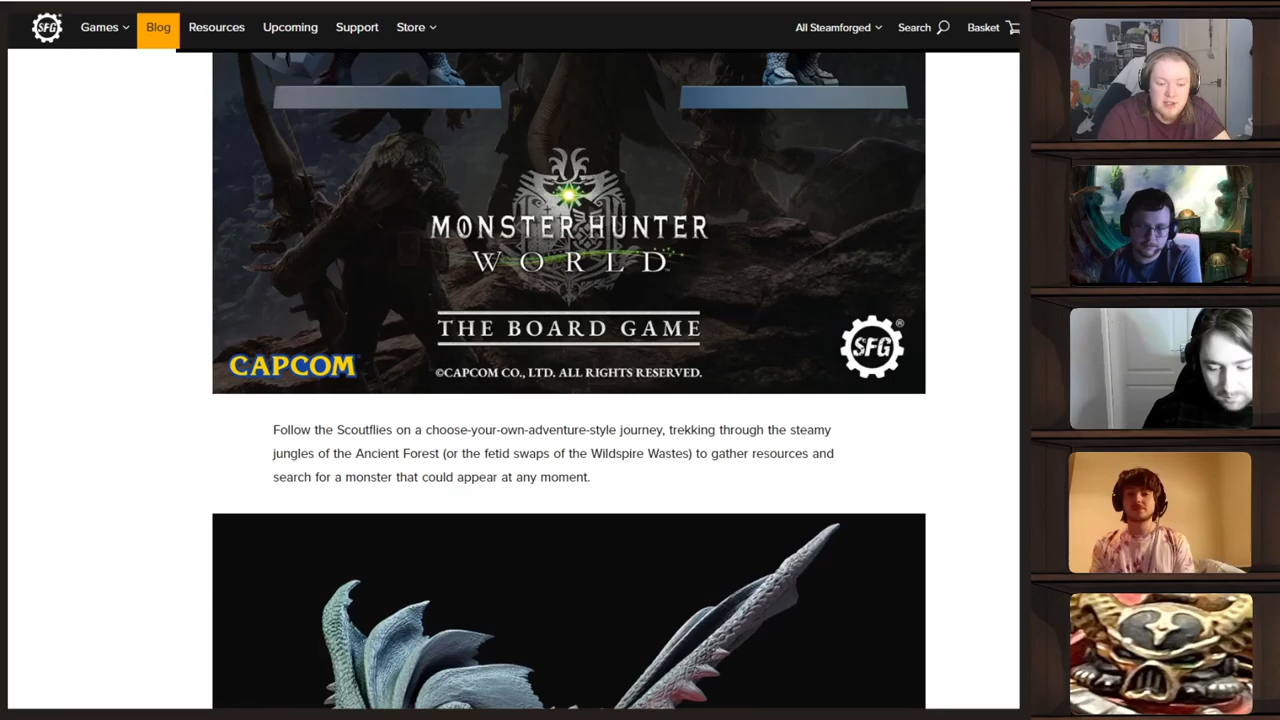 SFG
Games
Blog
Resources
Upcoming
Support
Store
All Steamforged
Search
Basket
MONSTER HUNTER
WORLD
THE BOARD GAME
CAPCOM
©CAPCOM CO., LTD. ALL RIGHTS RESERVED.
SFG
Follow the Scoutflies on a choose-your-own-adventure-style journey, trekking through the steamy
jungles of the Ancient Forest (or the fetid swaps of the Wildspire Wastes) to gather resources and
search for a monster that could appear at any moment.